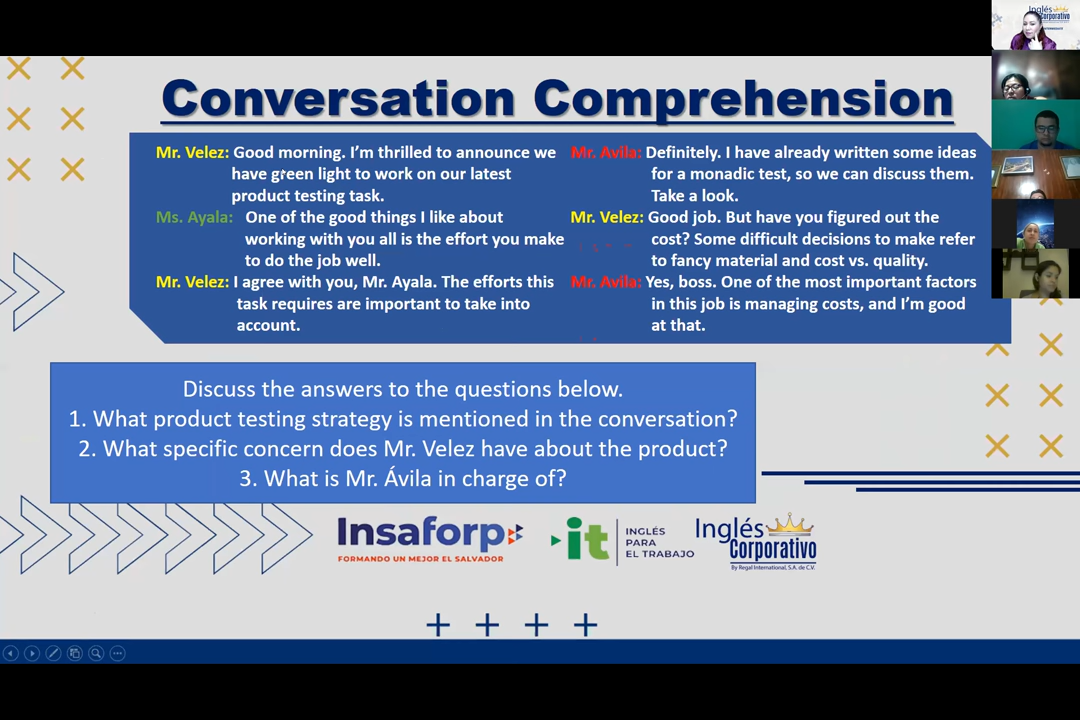 Conversation Comprehension
Mr. Velez: Good morning. I’m thrilled to announce we
have green light to work on our latest
product testing task.
Ms. Ayala: One of the good things I like about
working with you all is the effort you make
to do the job well.
Mr. Velez: I agree with you, Mr. Ayala. The efforts this
task requires are important to take into
account.
Mr. Avila: Definitely. I have already written some ideas
for a monadic test, so we can discuss them.
Take a look.
Mr. Velez: Good job. But have you figured out the
cost? Some difficult decisions to make refer
to fancy material and cost vs. quality.
Mr. Avila: Yes, boss. One of the most important factors
in this job is managing costs, and I’m good
at that.
Discuss the answers to the questions below.
1. What product testing strategy is mentioned in the conversation?
2. What specific concern does Mr. Velez have about the product?
3. What is Mr. Ávila in charge of?
Insaforp
FORMANDO UN MEJOR EL SALVADOR
it
INGLÉS
PARA
EL TRABAJO
Inglés
Corporativo
By Regal International, S.A. de C.V.
Inglés
Corporativo